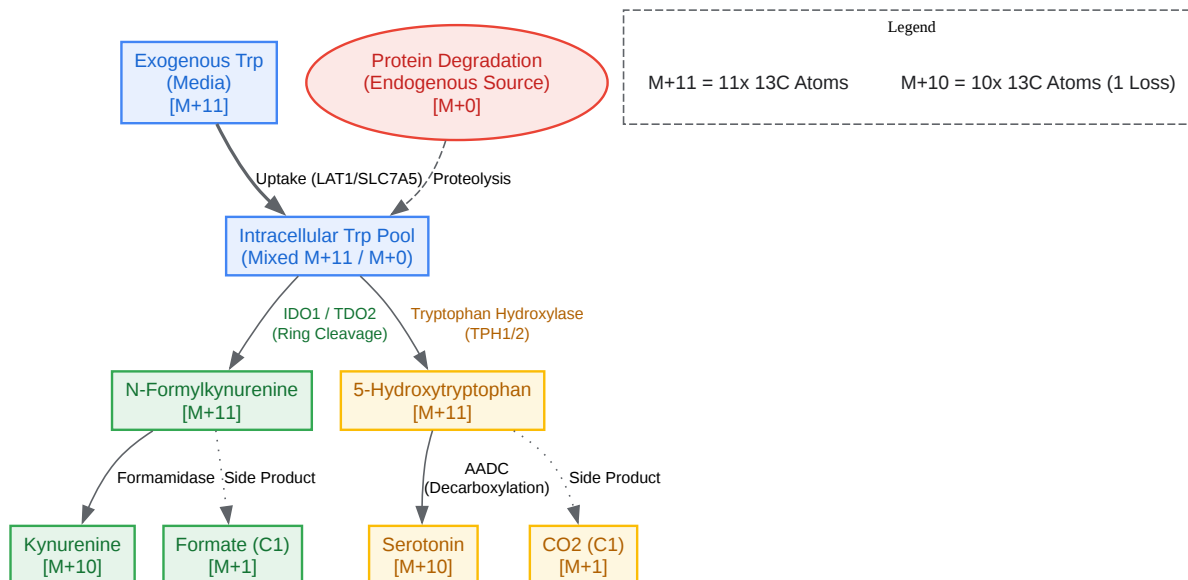 Exogenous Trp
(Media)
[M+11]
Protein Degradation
(Endogenous Source)
[M+0]
Legend
M+11 = 11x 13C Atoms
M+10 = 10x 13C Atoms (1 Loss)
Uptake (LAT1/SLC7A5)
Proteolysis
Intracellular Trp Pool
(Mixed M+11 / M+0)
IDO1 / TDO2
(Ring Cleavage)
Tryptophan Hydroxylase
(TPH1/2)
N-Formylkynurenine
[M+11]
5-Hydroxytryptophan
[M+11]
Formamidase
Side Product
AADC
(Decarboxylation)
Side Product
Kynurenine
[M+10]
Formate (C1)
[M+1]
Serotonin
[M+10]
CO2 (C1)
[M+1]